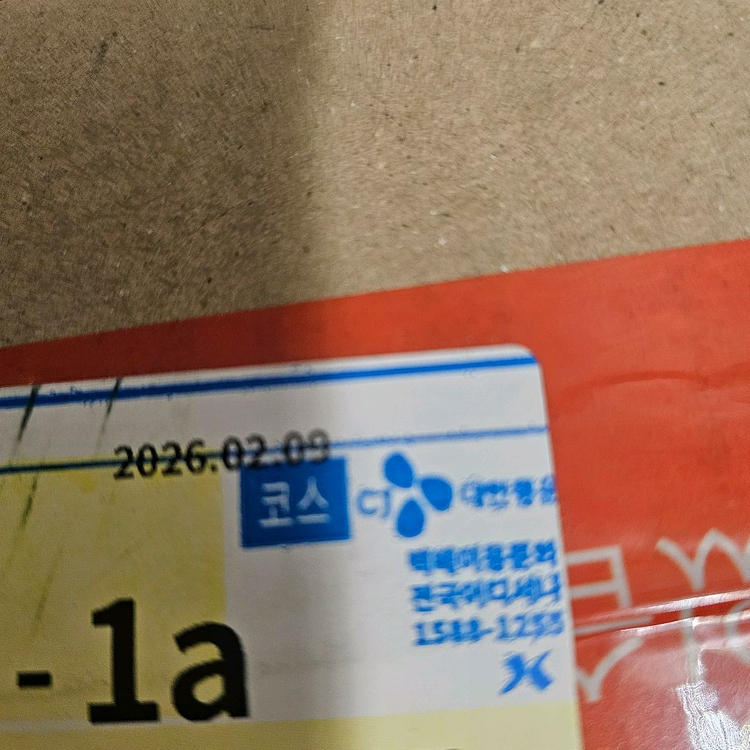 2026.02.09
코스
CJ 대한통운
택배이용문의
전국어디서나
1588-1255
-1a